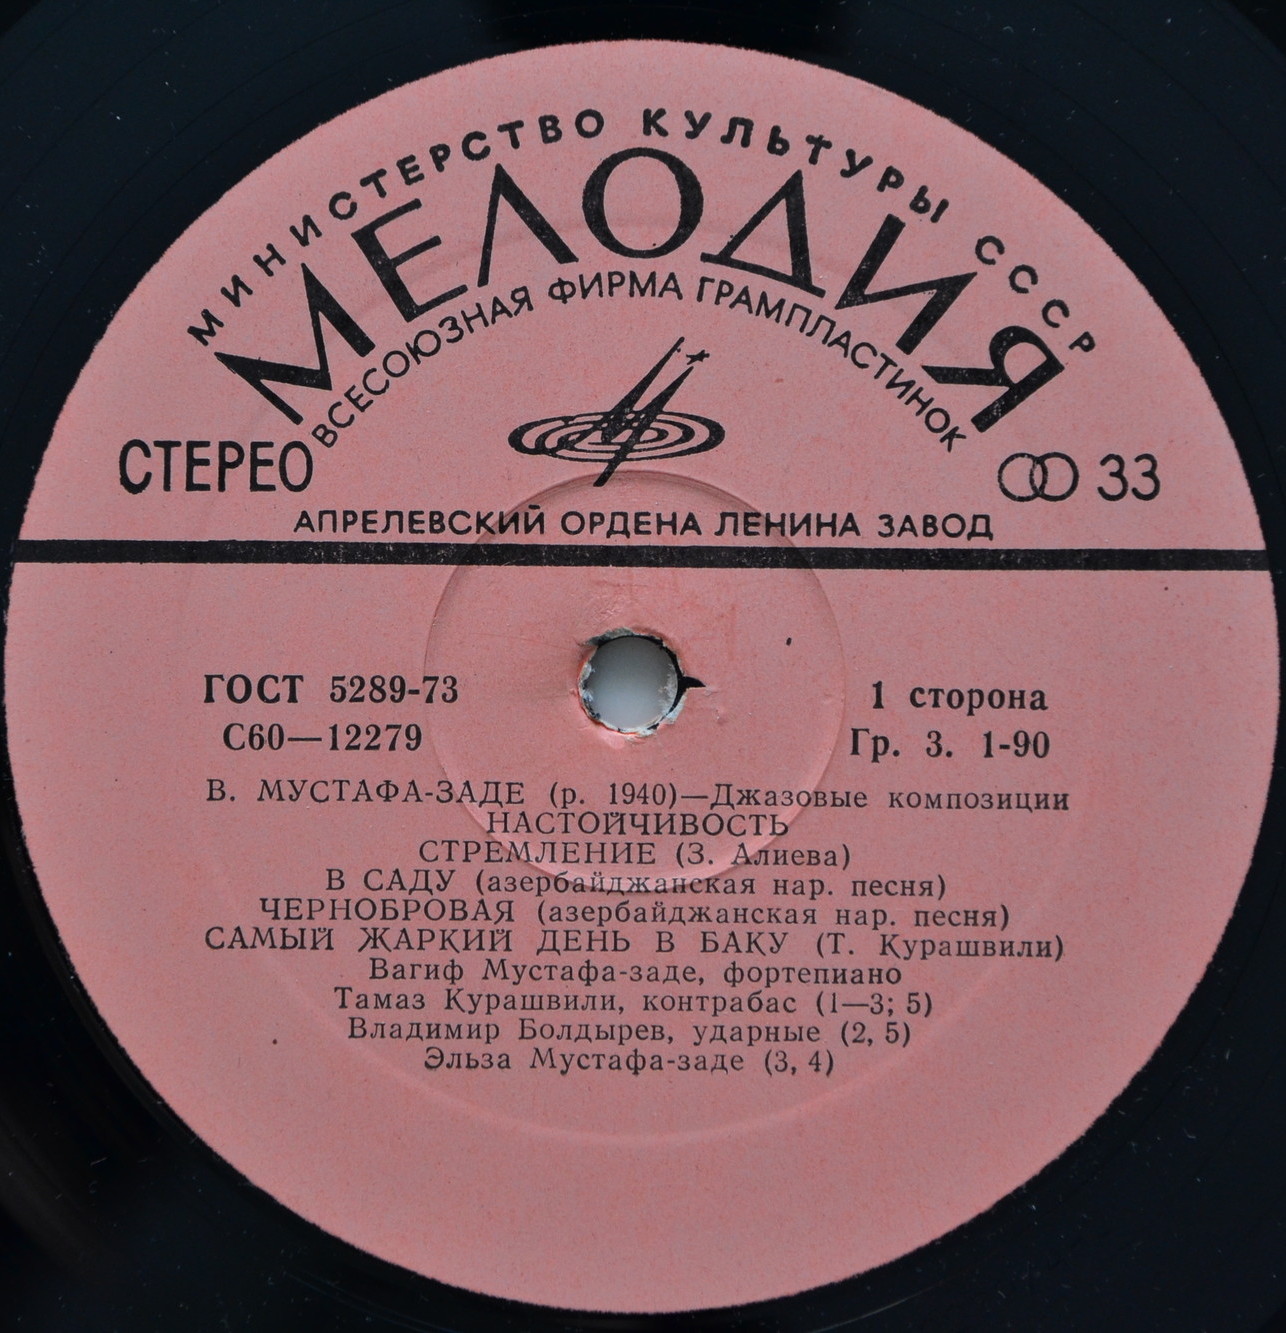 МИНИСТЕРСТВО КУЛЬТУРЫ СССР
МЕЛОДИЯ
ВСЕСОЮЗНАЯ ФИРМА ГРАМПЛАСТИНОК
СТЕРЕО
33
АПРЕЛЕВСКИЙ ОРДЕНА ЛЕНИНА ЗАВОД
ГОСТ 5289-73
1 сторона
С60—12279
Гр. 3. 1-90
В. МУСТАФА-ЗАДЕ (р. 1940)—Джазовые композиции
НАСТОЙЧИВОСТЬ
СТРЕМЛЕНИЕ (З. Алиева)
В САДУ (азербайджанская нар. песня)
ЧЕРНОБРОВАЯ (азербайджанская нар. песня)
САМЫЙ ЖАРКИЙ ДЕНЬ В БАКУ (Т. Курашвили)
Вагиф Мустафа-заде, фортепиано
Тамаз Курашвили, контрабас (1—3; 5)
Владимир Болдырев, ударные (2, 5)
Эльза Мустафа-заде (3, 4)